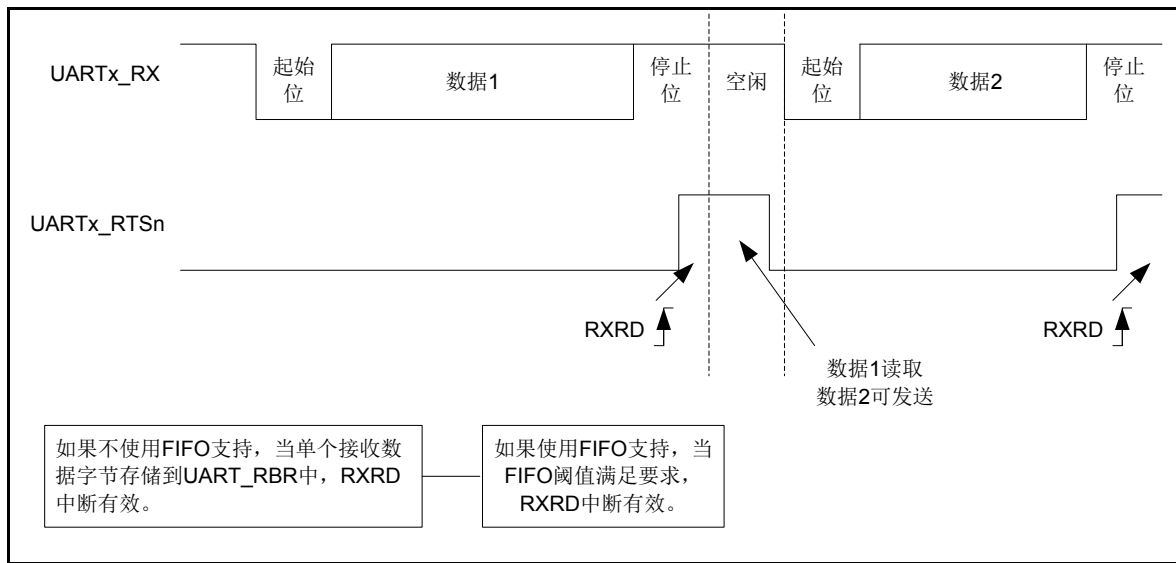 UARTx_RX
起始
位
数据1
停止
位
空闲
起始
位
数据2
停止
位
UARTx_RTSn
RXRD
RXRD
数据1读取
数据2可发送
如果不使用FIFO支持，当单个接收数
据字节存储到UART_RBR中，RXRD
中断有效。
如果使用FIFO支持，当
FIFO阈值满足要求，
RXRD中断有效。